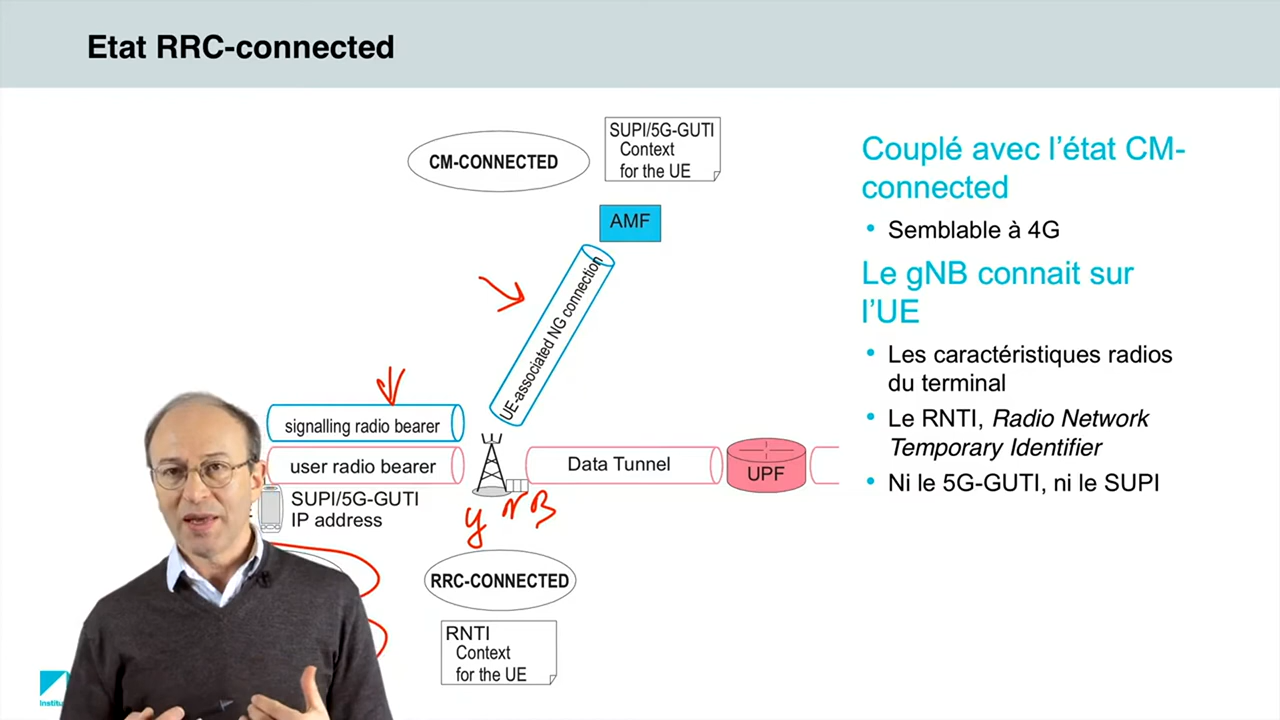 Etat RRC-connected
CM-CONNECTED
SUPI/5G-GUTI
Context
for the UE
AMF
UE-associated NG connection
signalling radio bearer
user radio bearer
Data Tunnel
UPF
SUPI/5G-GUTI
IP address
gNB
RRC-CONNECTED
RNTI
Context
for the UE
Couplé avec l'état CM-
connected
• Semblable à 4G
Le gNB connait sur
l'UE
• Les caractéristiques radios
du terminal
• Le RNTI, Radio Network
Temporary Identifier
• Ni le 5G-GUTI, ni le SUPI